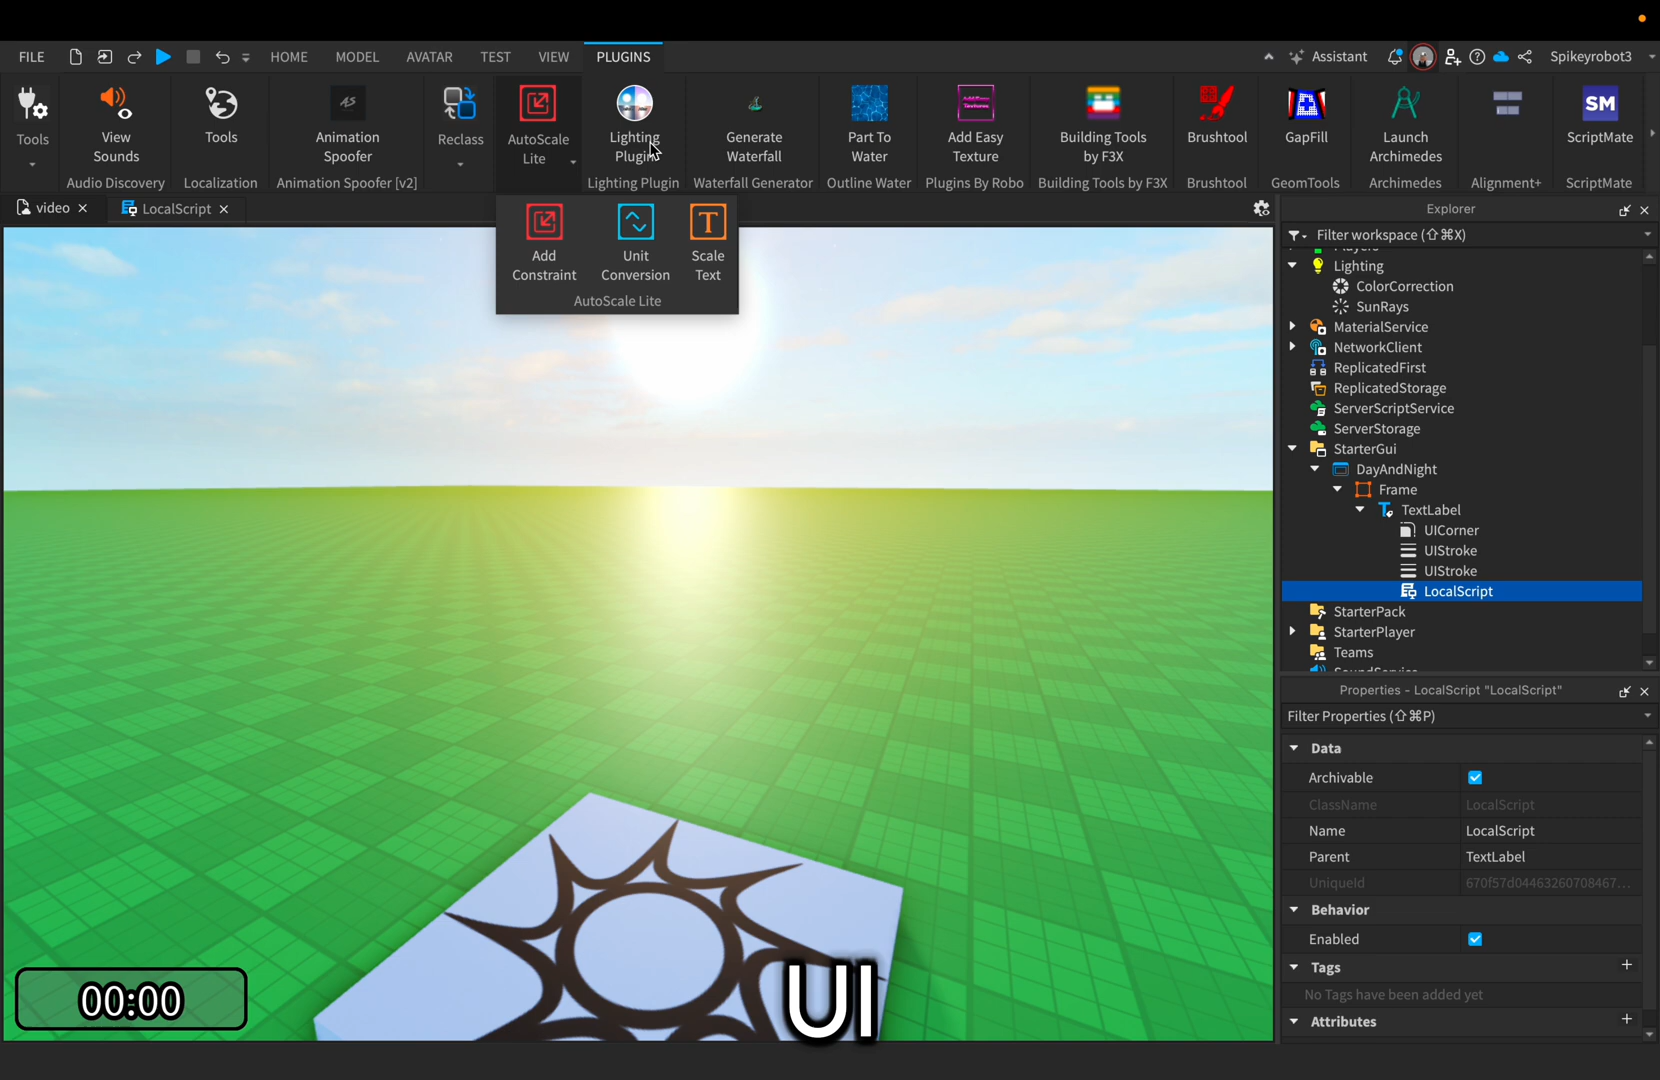 FILE
HOME
MODEL
AVATAR
TEST
VIEW
PLUGINS
Assistant
Spikeyrobot3
Tools
View
Sounds
Audio Discovery
Tools
Localization
AS
Animation
Spoofer
Animation Spoofer [v2]
Reclass
AutoScale
Lite
Lighting
Plugin
Lighting Plugin
Generate
Waterfall
Waterfall Generator
Part To
Water
Outline Water
Add Easy
Texture
Plugins By Robo
Building Tools
by F3X
Building Tools by F3X
Brushtool
Brushtool
GapFill
GeomTools
Launch
Archimedes
Archimedes
Alignment+
SM
ScriptMate
ScriptMate
video
LocalScript
Add
Constraint
Unit
Conversion
T
Scale
Text
AutoScale Lite
Explorer
Filter workspace (⇧⌘X)
Lighting
ColorCorrection
SunRays
MaterialService
NetworkClient
ReplicatedFirst
ReplicatedStorage
ServerScriptService
ServerStorage
StarterGui
DayAndNight
Frame
TextLabel
UICorner
UIStroke
UIStroke
LocalScript
StarterPack
StarterPlayer
Teams
Properties - LocalScript "LocalScript"
Filter Properties (⇧⌘P)
Data
Archivable
ClassName LocalScript
Name LocalScript
Parent TextLabel
UniqueId 670f57d04463260708467...
Behavior
Enabled
Tags
No Tags have been added yet
Attributes
00:00
UI